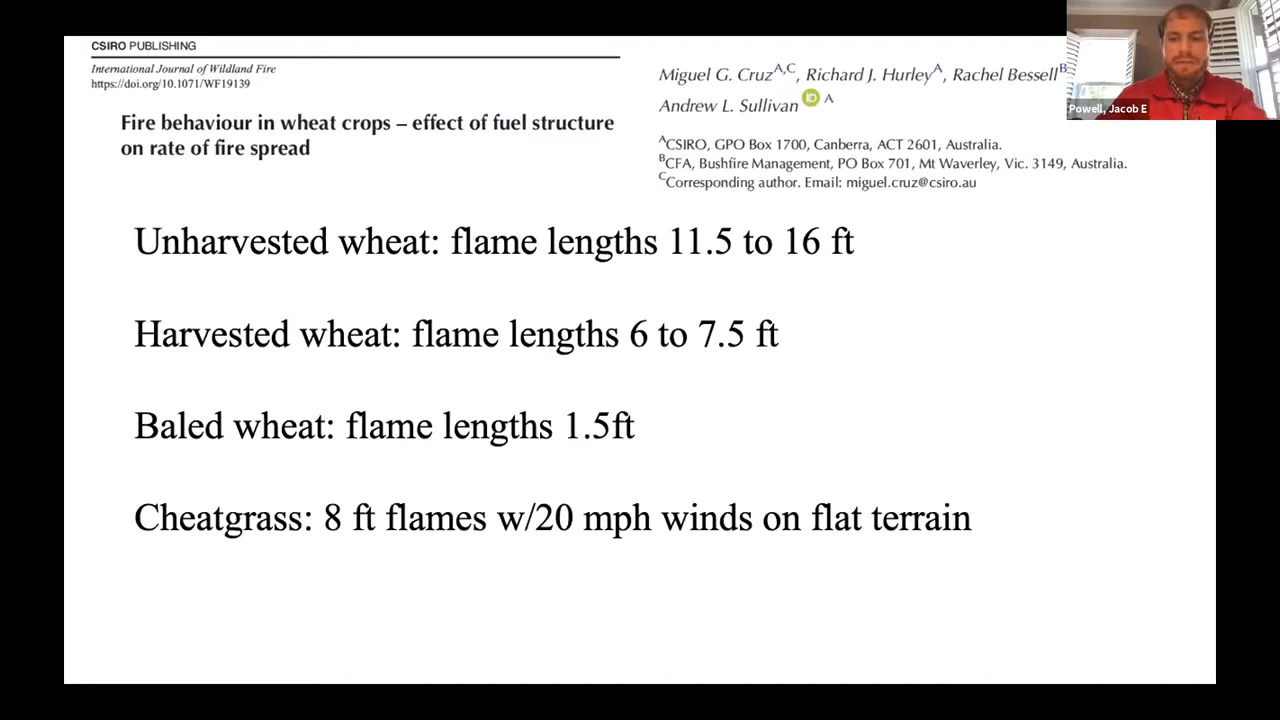 CSIRO PUBLISHING
International Journal of Wildland Fire
https://doi.org/10.1071/WF19139
Fire behaviour in wheat crops – effect of fuel structure
on rate of fire spread
Miguel G. Cruz^A,C, Richard J. Hurley^A, Rachel Bessell^B
Andrew L. Sullivan iD A
^A CSIRO, GPO Box 1700, Canberra, ACT 2601, Australia.
^B CFA, Bushfire Management, PO Box 701, Mt Waverley, Vic. 3149, Australia.
^C Corresponding author. Email: miguel.cruz@csiro.au
Powell, Jacob E
Unharvested wheat: flame lengths 11.5 to 16 ft
Harvested wheat: flame lengths 6 to 7.5 ft
Baled wheat: flame lengths 1.5ft
Cheatgrass: 8 ft flames w/20 mph winds on flat terrain